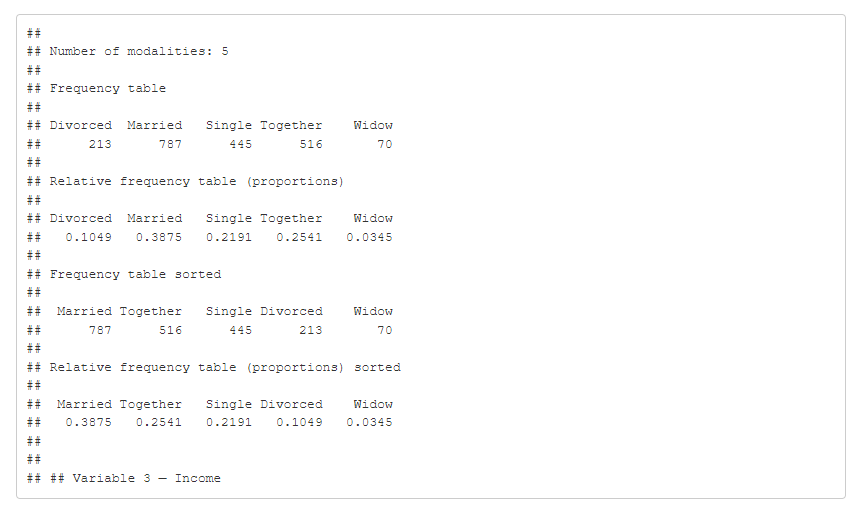 ##
## Number of modalities: 5
##
## Frequency table
##
## Divorced  Married   Single Together    Widow
##      213      787      445      516       70
##
## Relative frequency table (proportions)
##
## Divorced  Married   Single Together    Widow
##   0.1049   0.3875   0.2191   0.2541   0.0345
##
## Frequency table sorted
##
##  Married Together   Single Divorced    Widow
##      787      516      445      213       70
##
## Relative frequency table (proportions) sorted
##
##  Married Together   Single Divorced    Widow
##   0.3875   0.2541   0.2191   0.1049   0.0345
##
##
## ## Variable 3 – Income